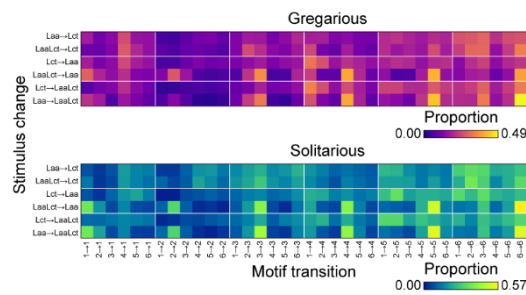 Gregarious
Laa→Lct
LaaLct→Lct
Lct→Laa
LaaLct→Laa
Lct→LaaLct
Laa→LaaLct
Proportion
0.00 0.49
Stimulus change
Solitarious
Laa→Lct
LaaLct→Lct
Lct→Laa
LaaLct→Laa
Lct→LaaLct
Laa→LaaLct
1→1 2→1 3→1 4→1 5→1 6→1 1→2 2→2 3→2 4→2 5→2 6→2 1→3 2→3 3→3 4→3 5→3 6→3 1→4 2→4 3→4 4→4 5→4 6→4 1→5 2→5 3→5 4→5 5→5 6→5 1→6 2→6 3→6 4→6 5→6 6→6
Motif transition
Proportion
0.00 0.57